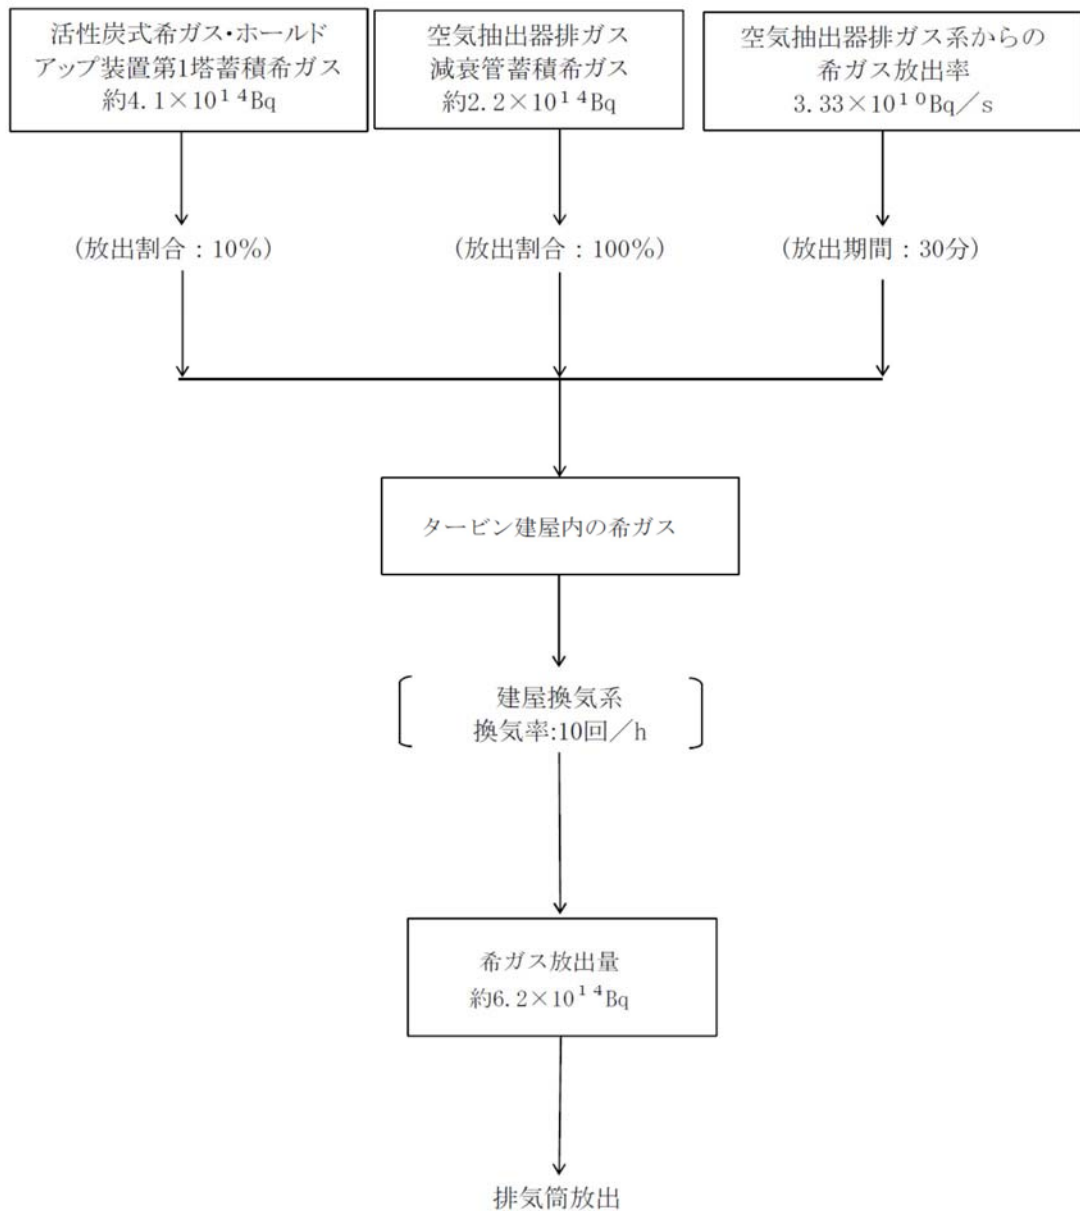 活性炭式希ガス・ホールド
アップ装置第1塔蓄積希ガス
約4.1×10¹⁴Bq
空気抽出器排ガス
減衰管蓄積希ガス
約2.2×10¹⁴Bq
空気抽出器排ガス系からの
希ガス放出率
3.33×10¹⁰Bq／s
(放出割合：10%)
(放出割合：100%)
(放出期間：30分)
タービン建屋内の希ガス
建屋換気系
換気率:10回／h
希ガス放出量
約6.2×10¹⁴Bq
排気筒放出